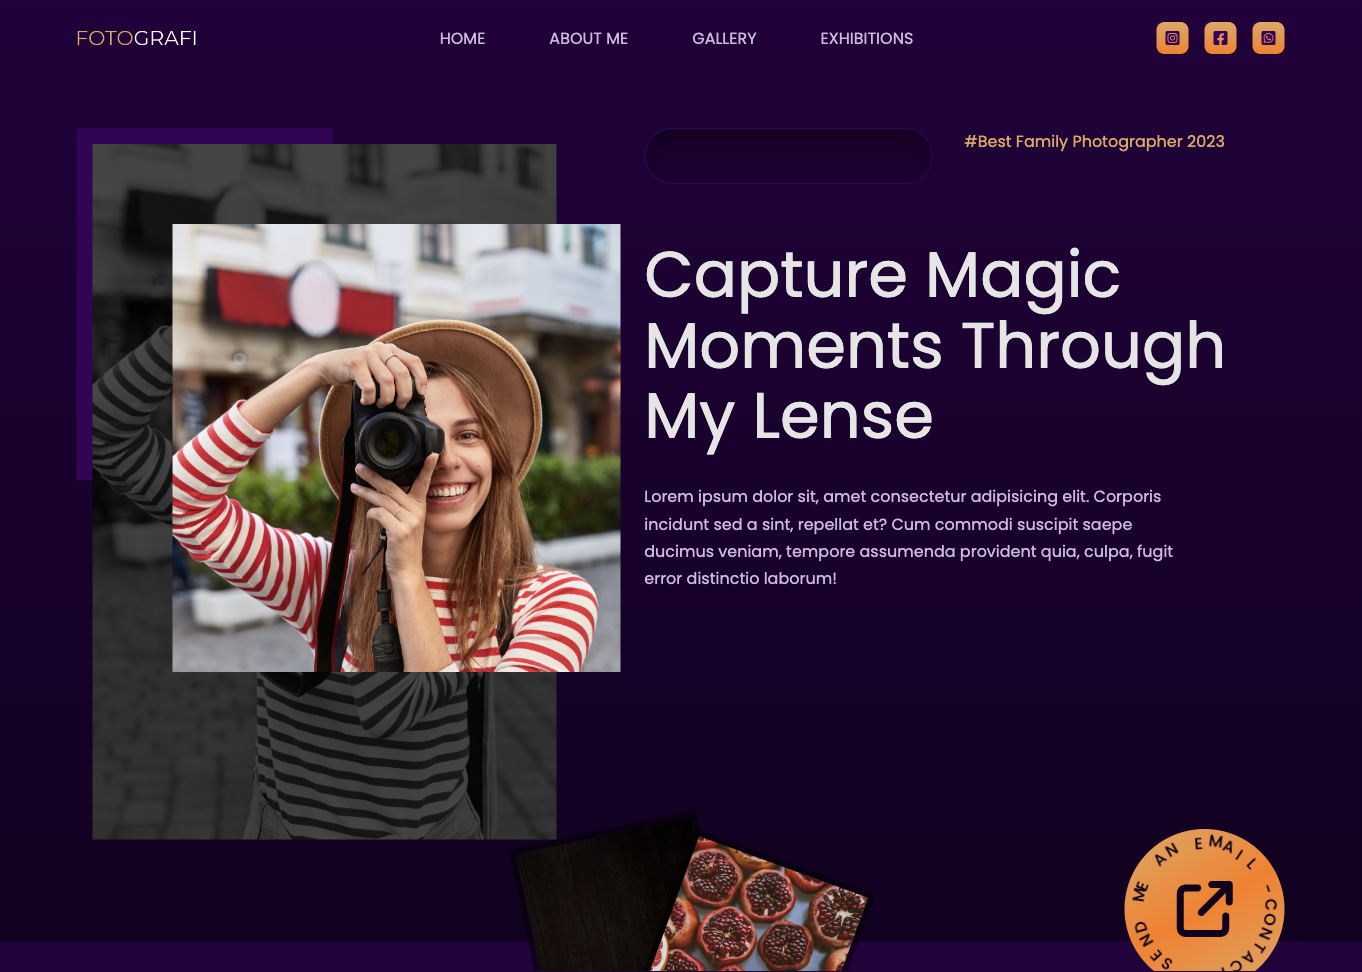 FOTOGRAFI
HOME
ABOUT ME
GALLERY
EXHIBITIONS
#Best Family Photographer 2023
Capture Magic
Moments Through
My Lense
Lorem ipsum dolor sit, amet consectetur adipisicing elit. Corporis
incidunt sed a sint, repellat et? Cum commodi suscipit saepe
ducimus veniam, tempore assumenda provident quia, culpa, fugit
error distinctio laborum!
SEND ME AN EMAIL -